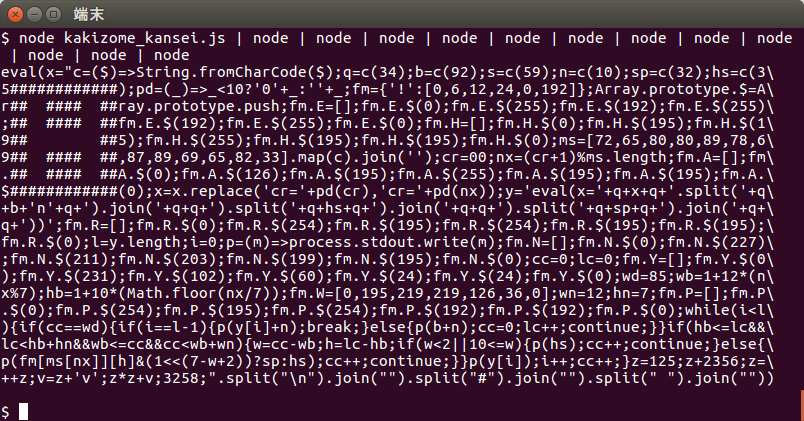 端末
$ node kakizome_kansei.js | node | node | node | node | node | node | node | node
 | node | node | node
eval(x="c=($)=>String.fromCharCode($);q=c(34);b=c(92);s=c(59);n=c(10);sp=c(32);hs=c(3\
5############);pd=(_)=>_<10?'0'+_:''+_;fm={'!':[0,6,12,24,0,192]};Array.prototype.$=A\
r##  ####  ##ray.prototype.push;fm.E=[];fm.E.$(0);fm.E.$(255);fm.E.$(192);fm.E.$(255)\
;##  ####  ##fm.E.$(192);fm.E.$(255);fm.E.$(0);fm.H=[];fm.H.$(0);fm.H.$(195);fm.H.$(1\
9##        ##5);fm.H.$(255);fm.H.$(195);fm.H.$(195);fm.H.$(0);ms=[72,65,80,80,89,78,6\
9##  ####  ##,87,89,69,65,82,33].map(c).join('');cr=00;nx=(cr+1)%ms.length;fm.A=[];fm\
.##  ####  ##A.$(0);fm.A.$(126);fm.A.$(195);fm.A.$(255);fm.A.$(195);fm.A.$(195);fm.A.\
$############(0);x=x.replace('cr='+pd(cr),'cr='+pd(nx));y='eval(x='+q+x+q+'.split('+q\
+b+'n'+q+').join('+q+q+').split('+q+hs+q+').join('+q+q+').split('+q+sp+q+').join('+q+\
q+'))';fm.R=[];fm.R.$(0);fm.R.$(254);fm.R.$(195);fm.R.$(254);fm.R.$(195);fm.R.$(195);\
fm.R.$(0);l=y.length;i=0;p=(m)=>process.stdout.write(m);fm.N=[];fm.N.$(0);fm.N.$(227)\
;fm.N.$(211);fm.N.$(203);fm.N.$(199);fm.N.$(195);fm.N.$(0);cc=0;lc=0;fm.Y=[];fm.Y.$(0\
);fm.Y.$(231);fm.Y.$(102);fm.Y.$(60);fm.Y.$(24);fm.Y.$(24);fm.Y.$(0);wd=85;wb=1+12*(n\
x%7);hb=1+10*(Math.floor(nx/7));fm.W=[0,195,219,219,126,36,0];wn=12;hn=7;fm.P=[];fm.P\
.$(0);fm.P.$(254);fm.P.$(195);fm.P.$(254);fm.P.$(192);fm.P.$(192);fm.P.$(0);while(i<l\
){if(cc==wd){if(i==l-1){p(y[i]+n);break;}else{p(b+n);cc=0;lc++;continue;}}if(hb<=lc&&\
lc<hb+hn&&wb<=cc&&cc<wb+wn){w=cc-wb;h=lc-hb;if(w<2||10<=w){p(hs);cc++;continue;}else{\
p(fm[ms[nx]][h]&(1<<(7-w+2))?sp:hs);cc++;continue;}}p(y[i]);i++;cc++;}z=125;z+2356;z=\
++z;v=z+'v';z*z+v;3258;".split("\n").join("").split("#").join("").split(" ").join(""))
$